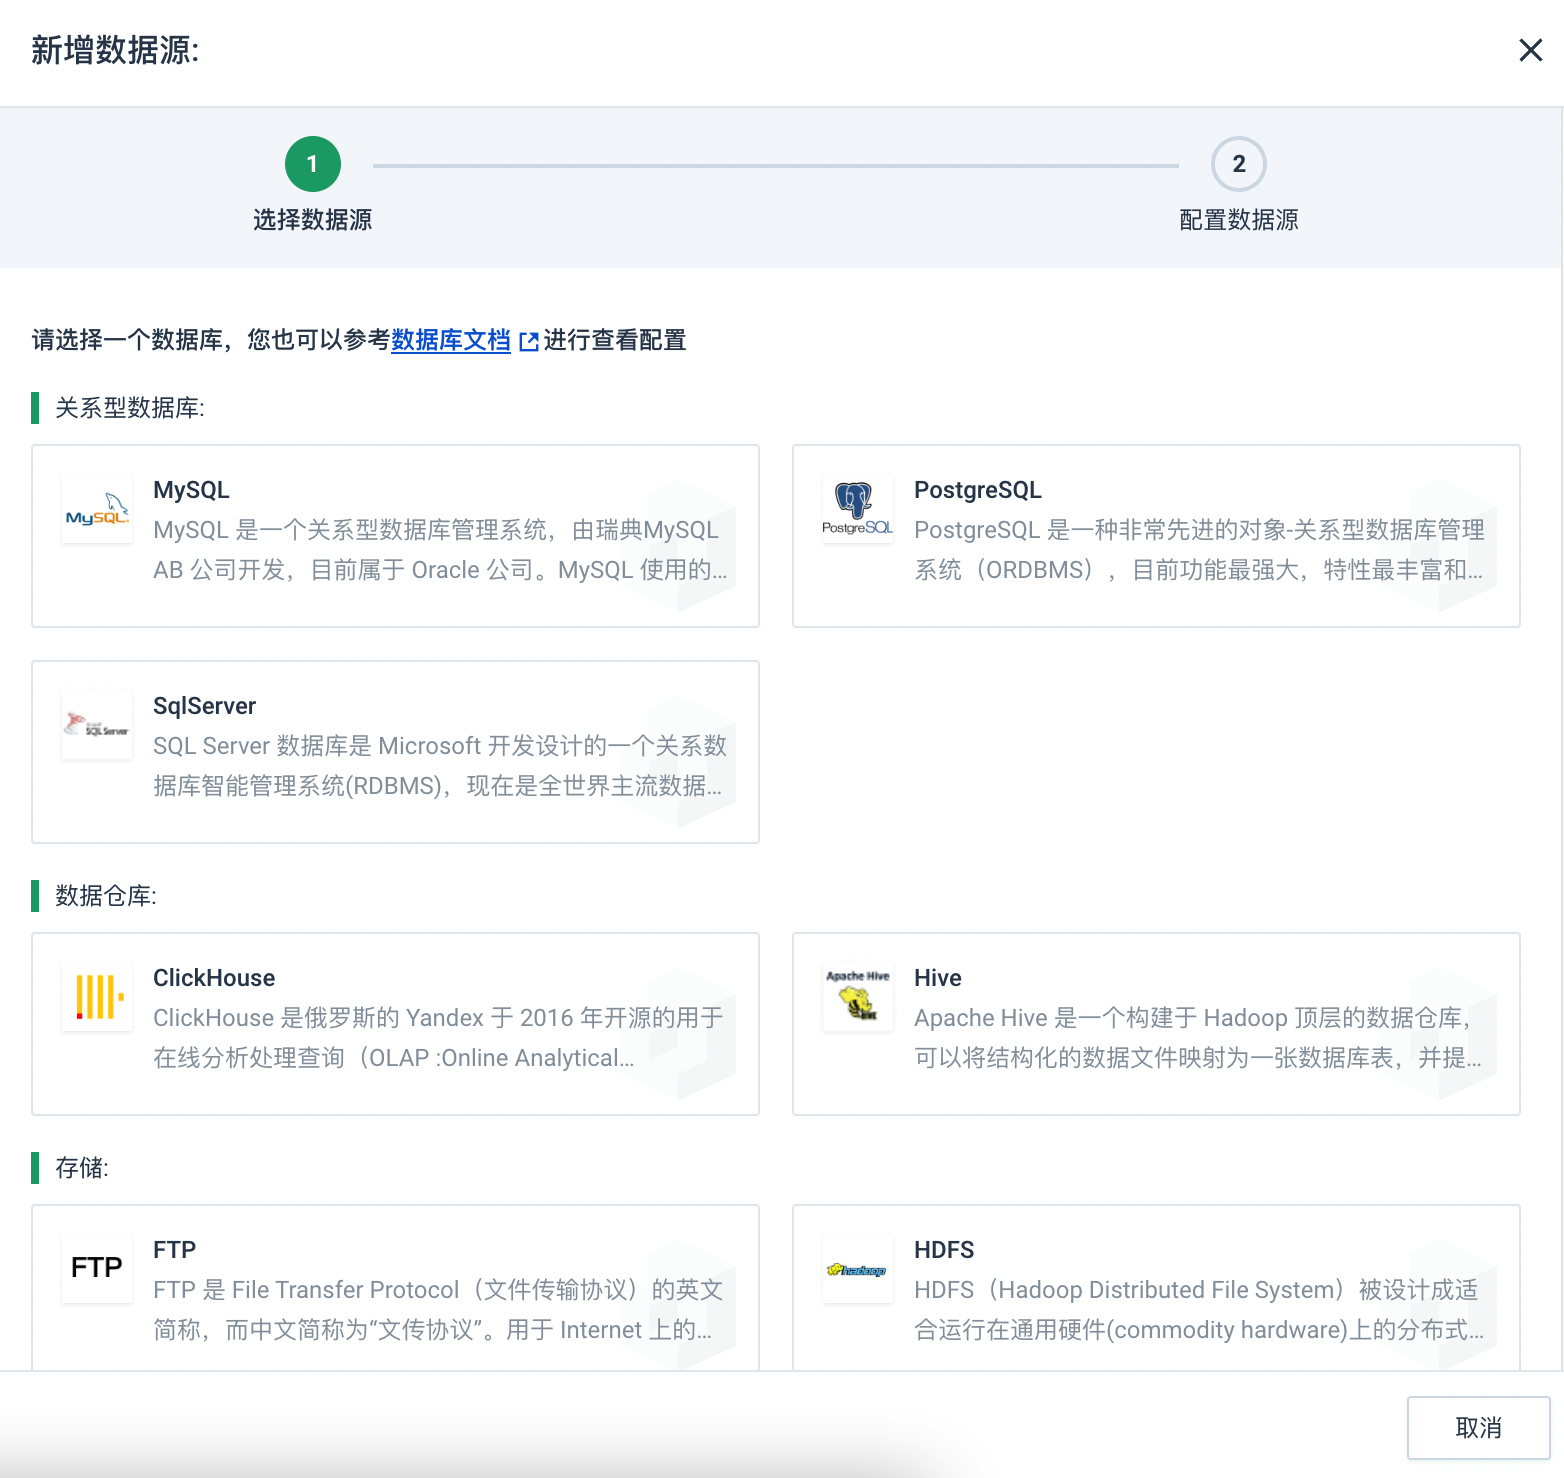 新增数据源:
1
2
选择数据源
配置数据源
请选择一个数据库，您也可以参考数据库文档进行查看配置
关系型数据库:
MySQL
MySQL
MySQL 是一个关系型数据库管理系统，由瑞典MySQL
AB 公司开发，目前属于 Oracle 公司。MySQL 使用的...
PostgreSQL
PostgreSQL
PostgreSQL 是一种非常先进的对象-关系型数据库管理
系统（ORDBMS），目前功能最强大，特性最丰富和...
SQL Server
SqlServer
SQL Server 数据库是 Microsoft 开发设计的一个关系数
据库智能管理系统(RDBMS)，现在是全世界主流数据...
数据仓库:
ClickHouse
ClickHouse 是俄罗斯的 Yandex 于 2016 年开源的用于
在线分析处理查询（OLAP :Online Analytical...
Apache Hive
HIVE
Hive
Apache Hive 是一个构建于 Hadoop 顶层的数据仓库，
可以将结构化的数据文件映射为一张数据库表，并提...
存储:
FTP
FTP
FTP 是 File Transfer Protocol（文件传输协议）的英文
简称，而中文简称为“文传协议”。用于 Internet 上的...
hadoop
HDFS
HDFS（Hadoop Distributed File System）被设计成适
合运行在通用硬件(commodity hardware)上的分布式...
取消